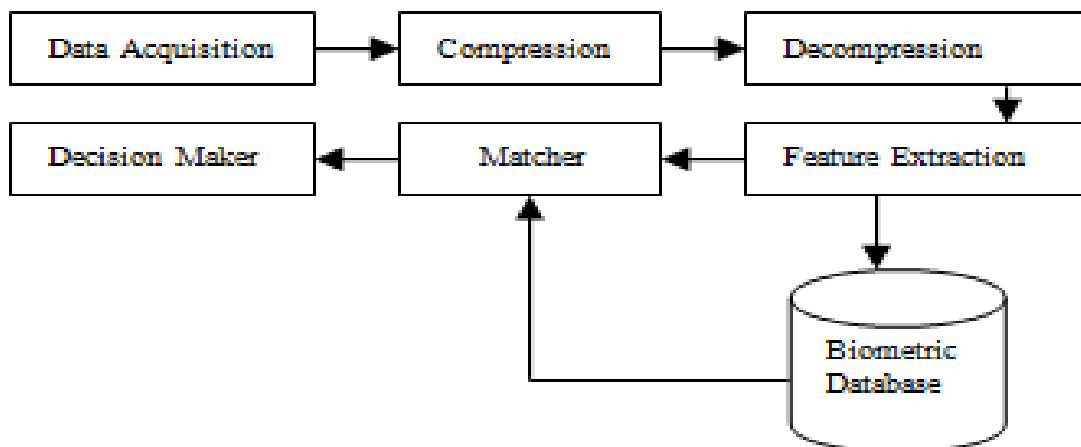 Data Acquisition
Compression
Decompression
Decision Maker
Matcher
Feature Extraction
Biometric
Database